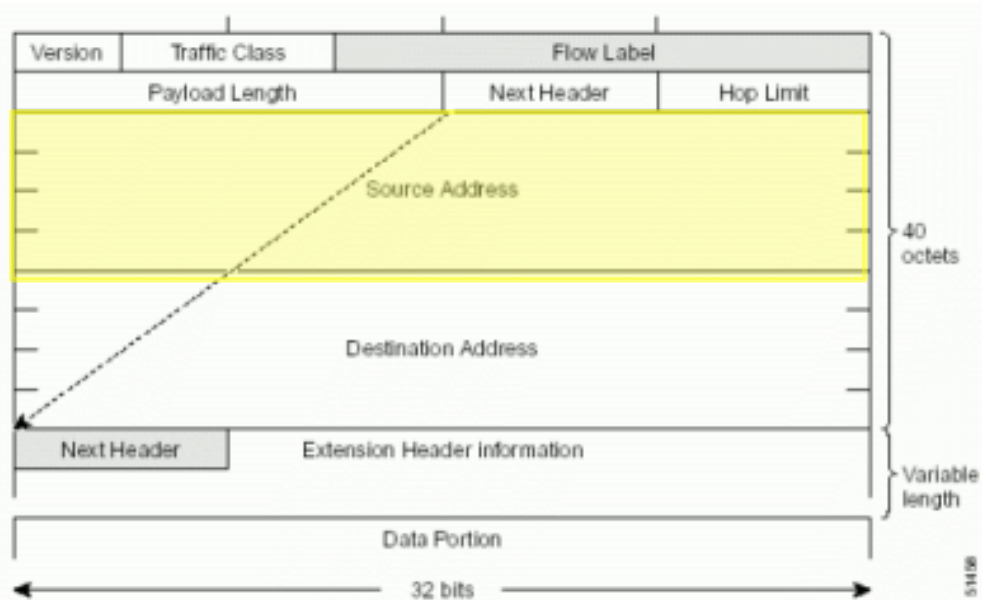 Version Traffic Class Flow Label
Payload Length Next Header Hop Limit
Source Address
40
octets
Destination Address
Next Header Extension Header information
Variable
length
Data Portion
32 bits
51458